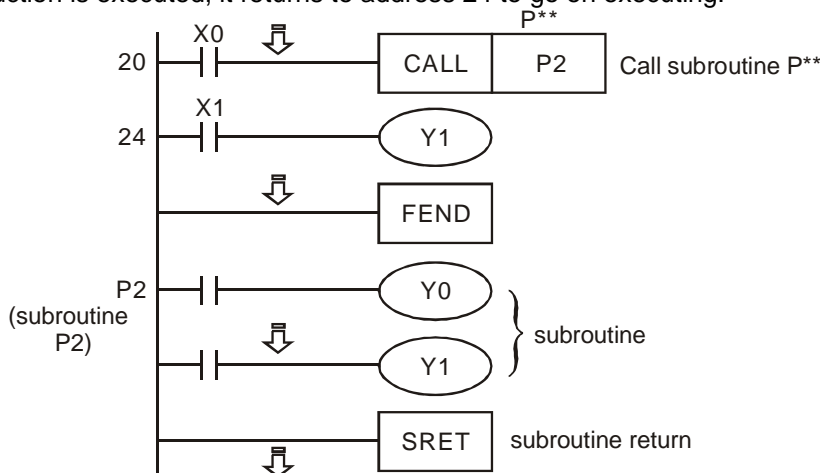 ction is executed, it returns to address 24 to go on executing.
P**
X0
20 CALL P2 Call subroutine P**
X1
24 Y1
FEND
P2 Y0
(subroutine
P2)
subroutine
Y1
SRET subroutine return